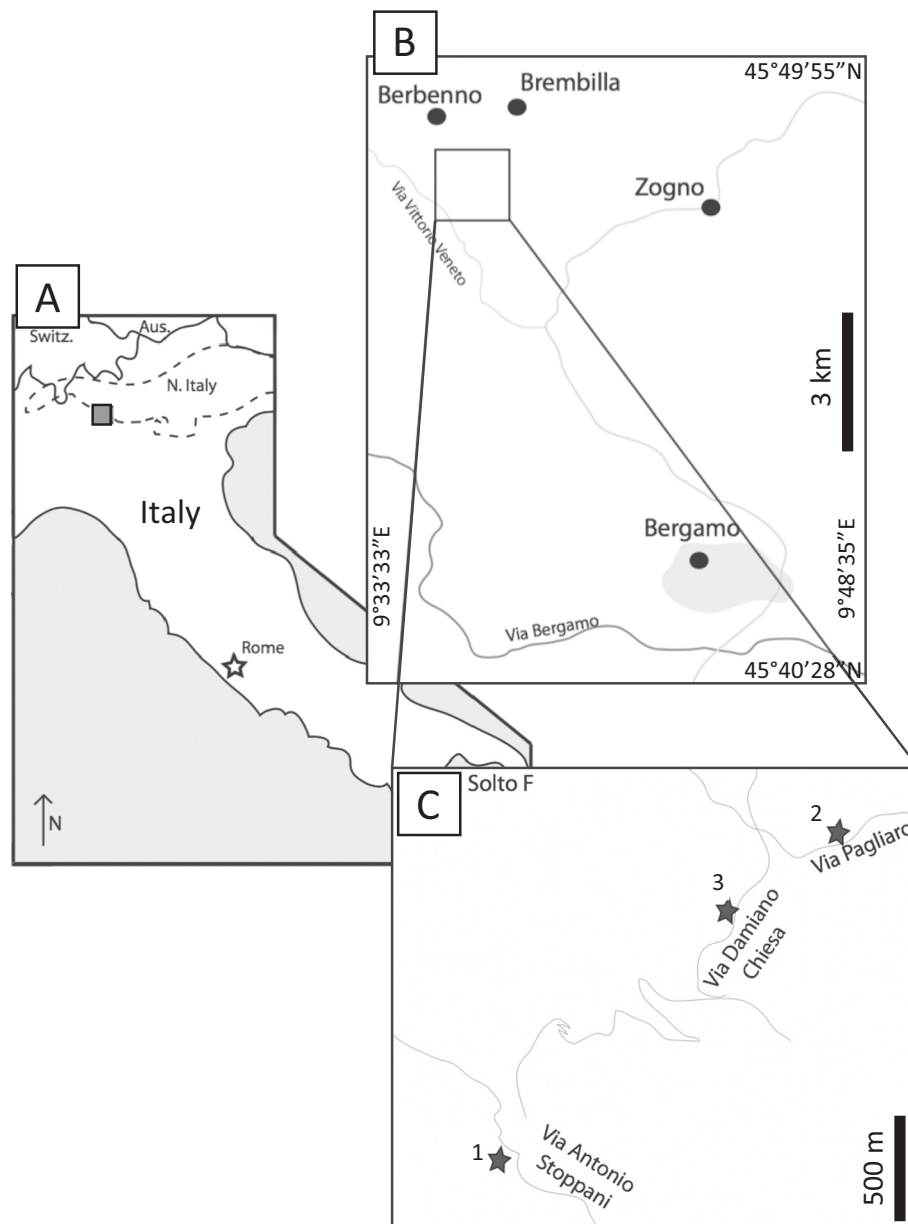 A
Switz.
Aus.
N. Italy
Italy
Rome
N
B
45°49’55”N
Berbenno
Brembilla
Zogno
Via Vittorio Veneto
3 km
9°33’33”E
Bergamo
9°48’35”E
Via Bergamo
45°40’28”N
C
Solto F
2
Via Pagliaro
3
Via Damiano
Chiesa
1
Via Antonio
Stoppani
500 m